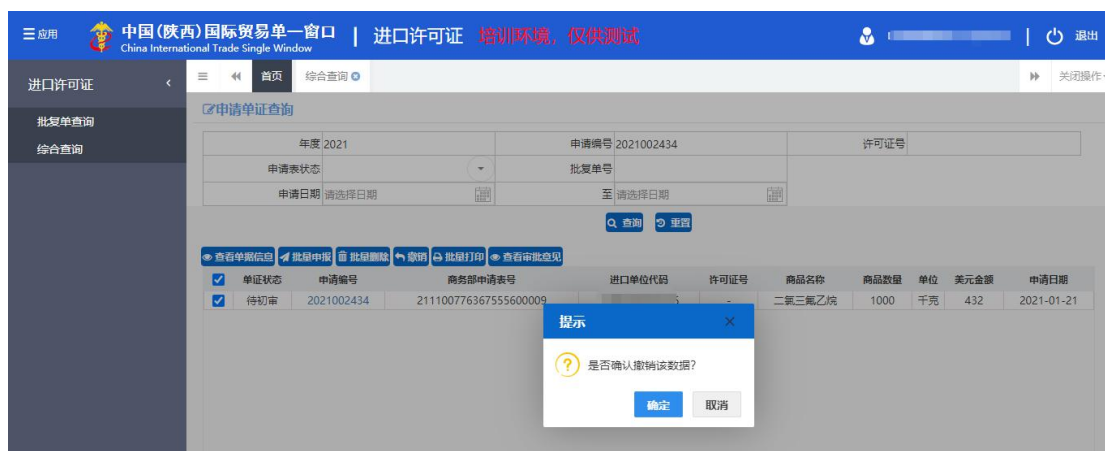 应用 中国(陕西)国际贸易单一窗口 | 进口许可证 培训环境，仅供测试 | 退出
China International Trade Single Window
进口许可证 首页 综合查询 关闭操作
批复单查询
综合查询
申请单证查询
年度 2021 申请编号 2021002434 许可证号
申请表状态 批复单号
申请日期 请选择日期 至 请选择日期
查询 重置
查看单据信息 批量申报 批量删除 撤销 批量打印 查看审批意见
单证状态 申请编号 商务部申请表号 进口单位代码 许可证号 商品名称 商品数量 单位 美元金额 申请日期
待初审 2021002434 211100776367555600009 - 二氯三氟乙烷 1000 千克 432 2021-01-21
提示
是否确认撤销该数据?
确定 取消